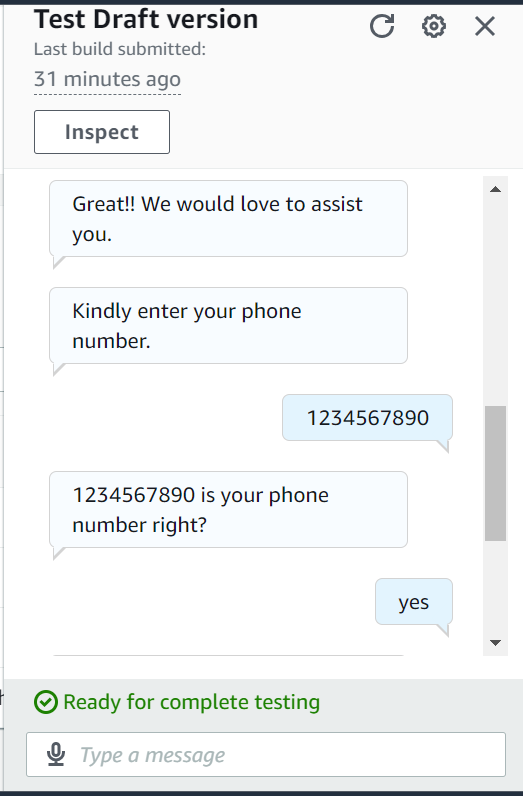 Test Draft version
Last build submitted:
31 minutes ago
Inspect
Great!! We would love to assist
you.
Kindly enter your phone
number.
1234567890
1234567890 is your phone
number right?
yes
Ready for complete testing
Type a message